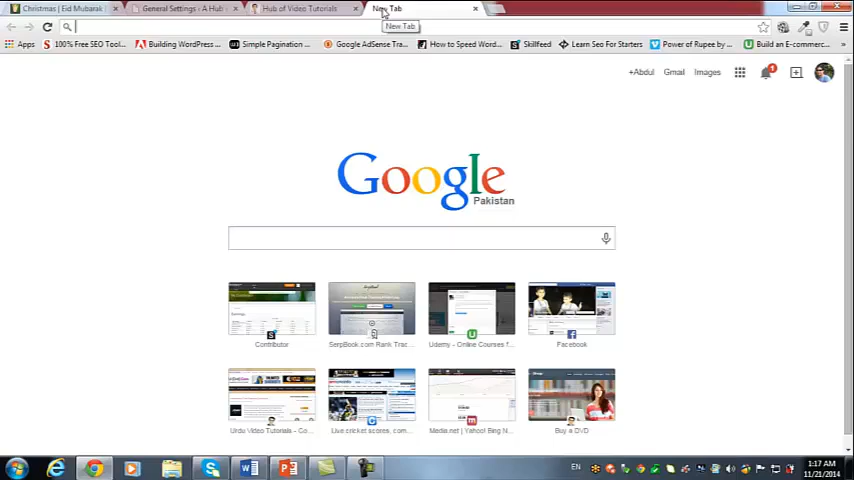 Christmas | Eid Mubarak
General Settings ‹ A Hub
Hub of Video Tutorials
New Tab
New Tab
Apps
100% Free SEO Tool...
Building WordPress...
Simple Pagination ...
Google AdSense Tra...
How to Speed Word...
Skillfeed
Learn Seo For Starters
Power of Rupee by ...
Build an E-commerc...
+Abdul
Gmail
Images
1
Google
Pakistan
Contributor
SerpBook.com Rank Trac...
Udemy - Online Courses f...
Facebook
Urdu Video Tutorials - Go...
Live cricket scores, com...
Media.net | Yahoo! Bing N...
Buy a DVD
EN
1:17 AM
11/21/2014